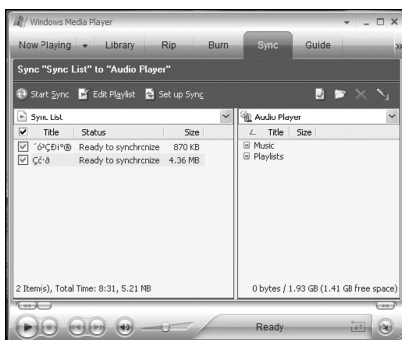 Windows Media Player
Now Playing Library Rip Burn Sync Guide »
Sync "Sync List" to "Audio Player"
Start Sync Edit Playlist Set up Sync
Sync List
Title Status Size
Ready to synchronize 870 KB
Ready to synchronize 4.36 MB
2 Item(s), Total Time: 8:31, 5.21 MB
Audio Player
Title Size
Music
Playlists
0 bytes / 1.93 GB (1.41 GB free space)
Ready